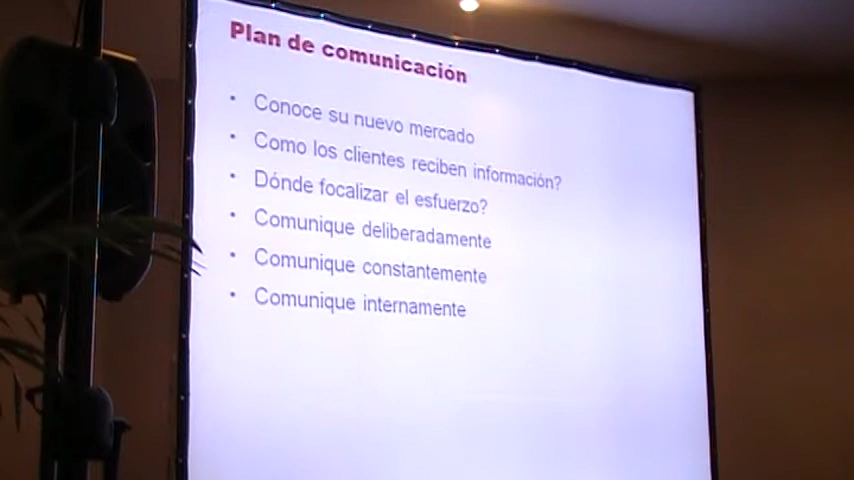 Plan de comunicación
• Conoce su nuevo mercado
• Como los clientes reciben información?
• Dónde focalizar el esfuerzo?
• Comunique deliberadamente
• Comunique constantemente
• Comunique internamente